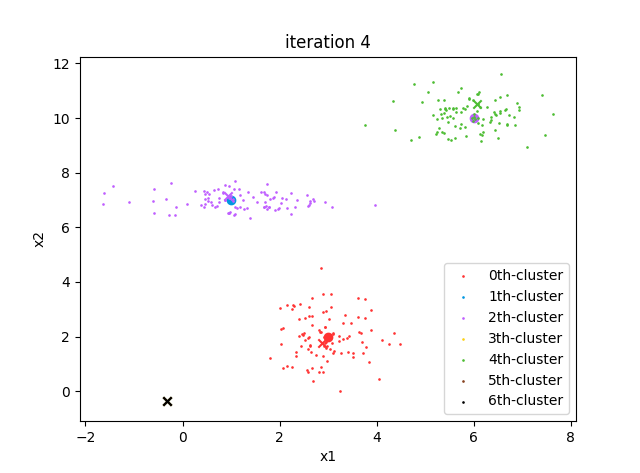 iteration 4
12
10
8
6
4
2
0
x2
0th-cluster
1th-cluster
2th-cluster
3th-cluster
4th-cluster
5th-cluster
6th-cluster
−2 0 2 4 6 8
x1